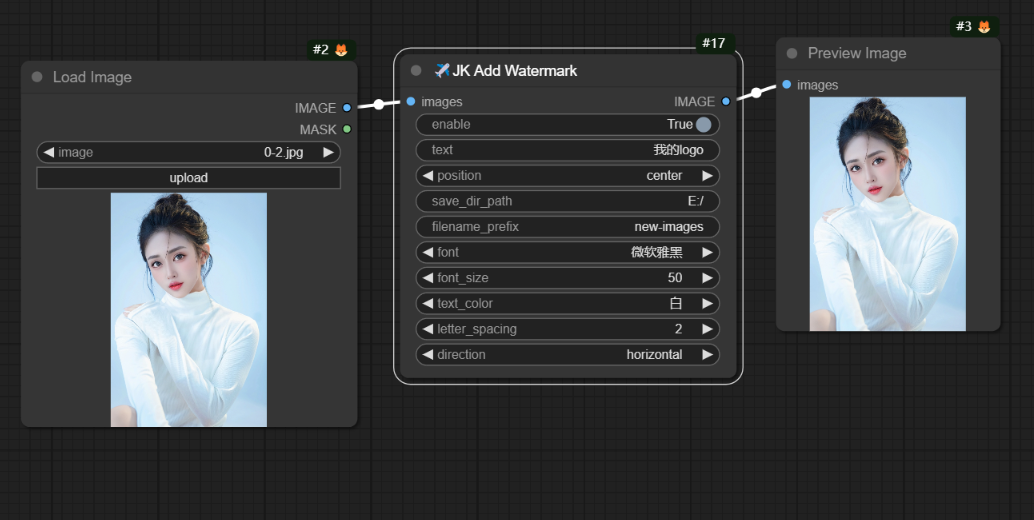 #2
Load Image
IMAGE
MASK
image 0-2.jpg
upload
#17
JK Add Watermark
images IMAGE
enable True
text 我的logo
position center
save_dir_path E:/
filename_prefix new-images
font 微软雅黑
font_size 50
text_color 白
letter_spacing 2
direction horizontal
#3
Preview Image
images